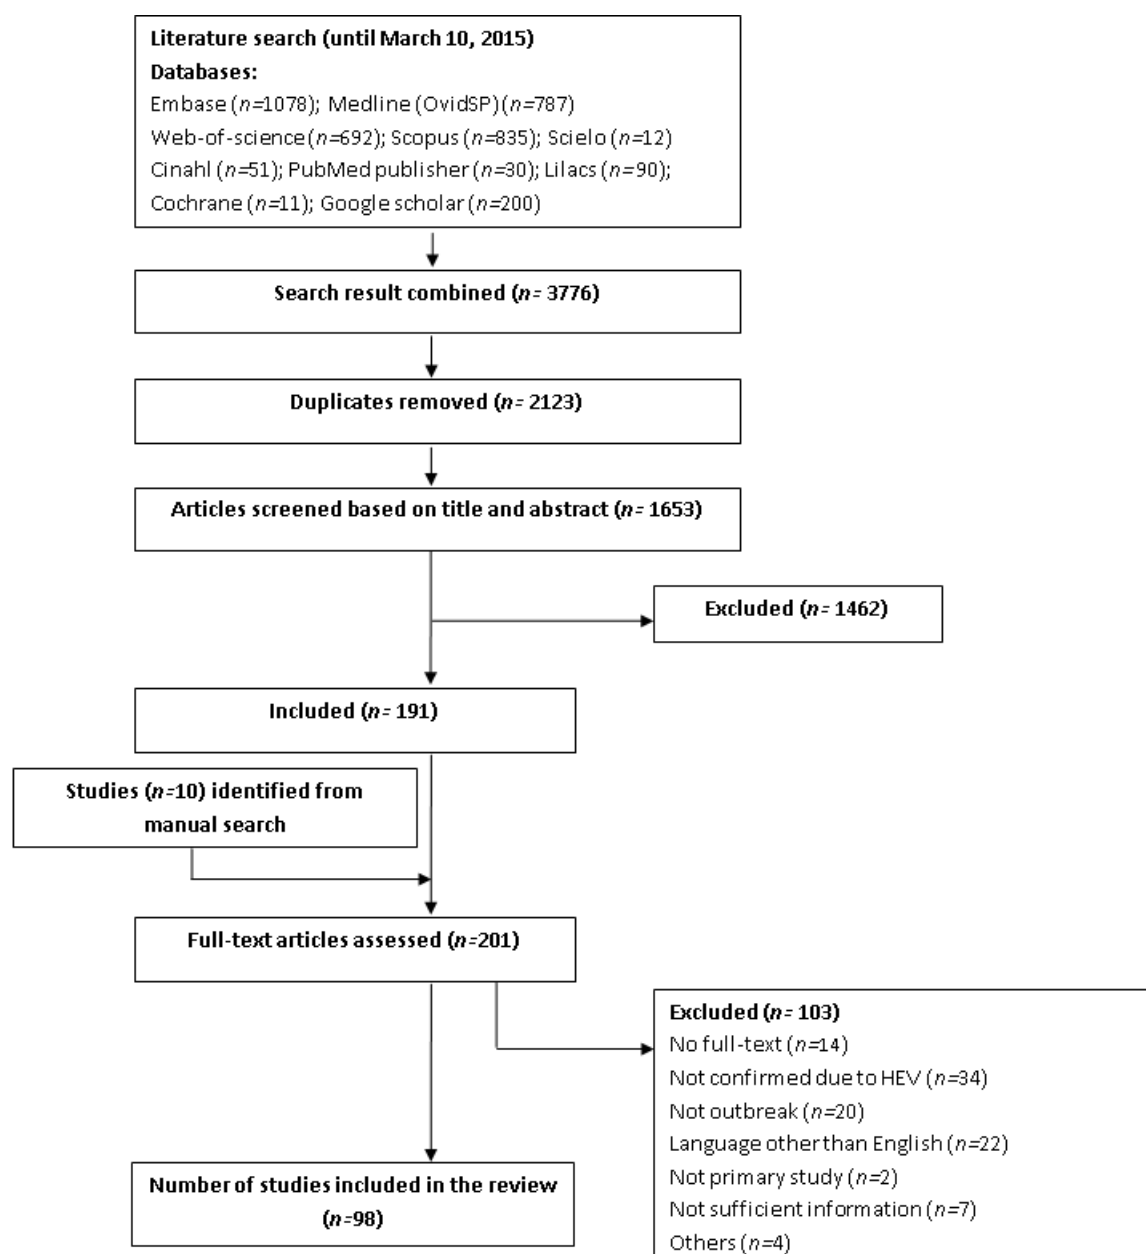 Literature search (until March 10, 2015)
Databases:
Embase (n=1078); Medline (OvidSP) (n=787)
Web-of-science (n=692); Scopus (n=835); Scielo (n=12)
Cinahl (n=51); PubMed publisher (n=30); Lilacs (n=90);
Cochrane (n=11); Google scholar (n=200)
Search result combined (n= 3776)
Duplicates removed (n= 2123)
Articles screened based on title and abstract (n= 1653)
Excluded (n= 1462)
Included (n= 191)
Studies (n=10) identified from
manual search
Full-text articles assessed (n=201)
Excluded (n= 103)
No full-text (n=14)
Not confirmed due to HEV (n=34)
Not outbreak (n=20)
Language other than English (n=22)
Not primary study (n=2)
Not sufficient information (n=7)
Others (n=4)
Number of studies included in the review
(n=98)